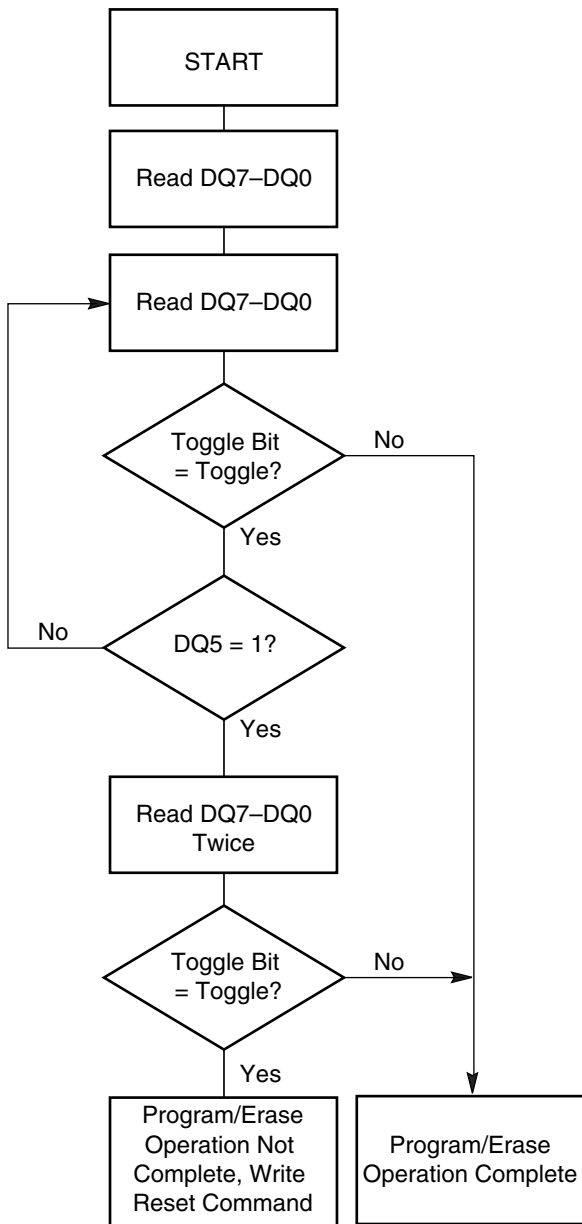 START
Read DQ7–DQ0
Read DQ7–DQ0
Toggle Bit
= Toggle?
No
Yes
No
DQ5 = 1?
Yes
Read DQ7–DQ0
Twice
Toggle Bit
= Toggle?
No
Yes
Program/Erase
Operation Not
Complete, Write
Reset Command
Program/Erase
Operation Complete